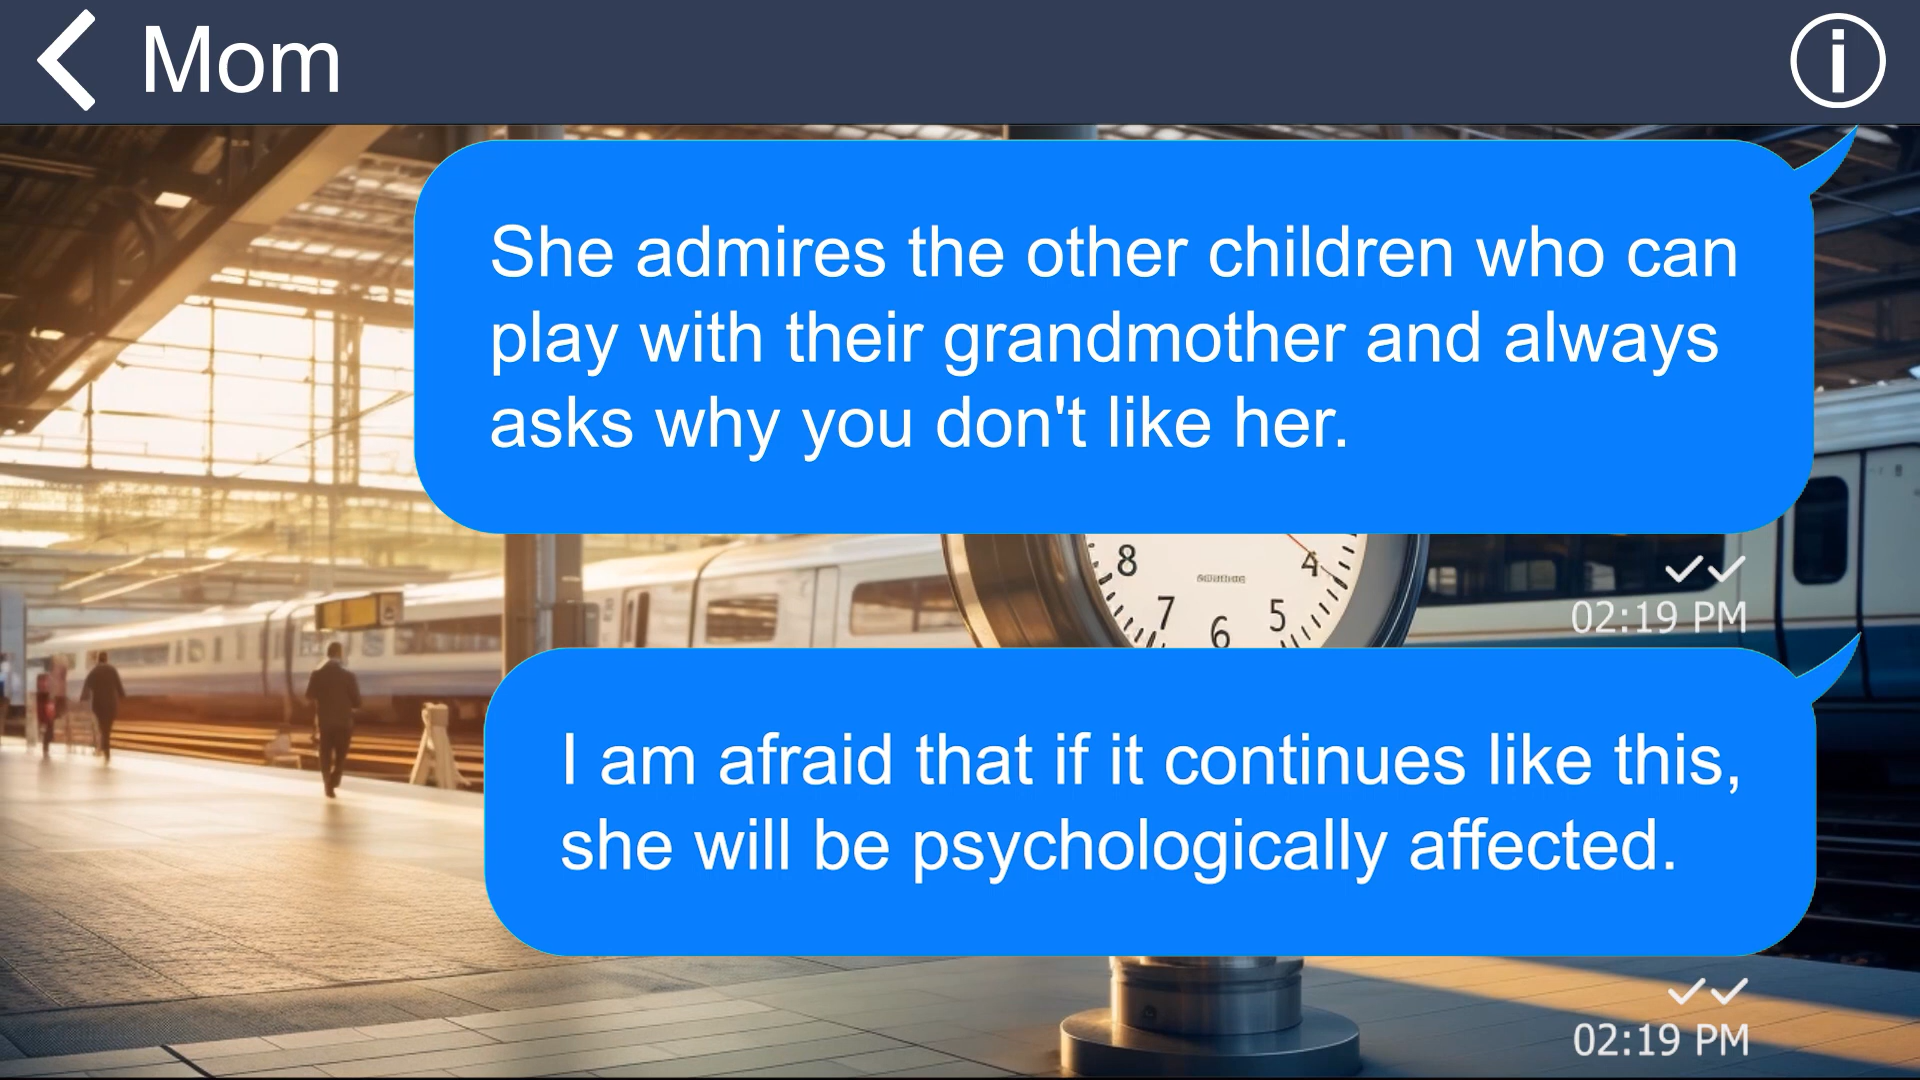 Mom
She admires the other children who can
play with their grandmother and always
asks why you don't like her.
8
4
7
6
5
02:19 PM
I am afraid that if it continues like this,
she will be psychologically affected.
02:19 PM